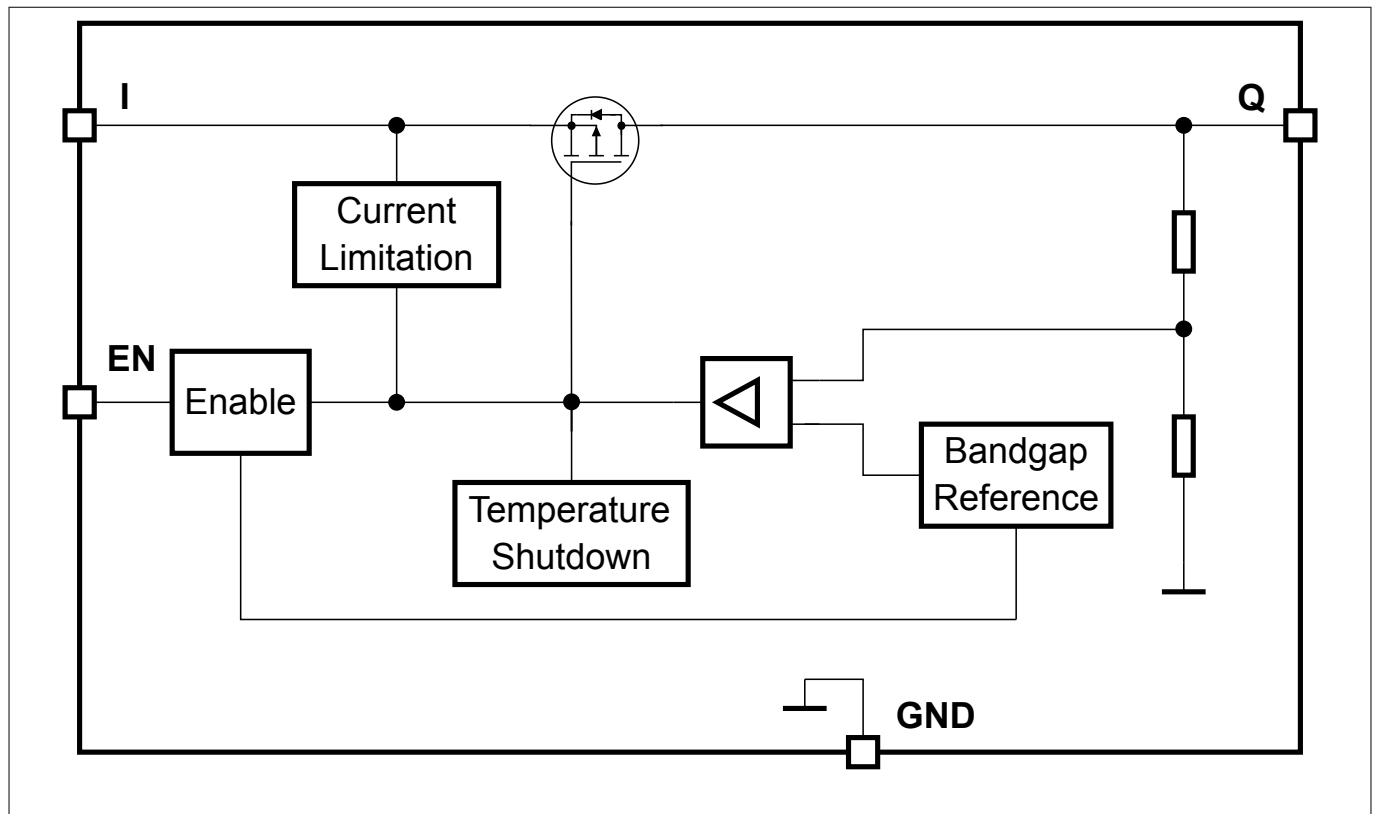 I
Q
Current
Limitation
EN
Enable
Bandgap
Reference
Temperature
Shutdown
GND